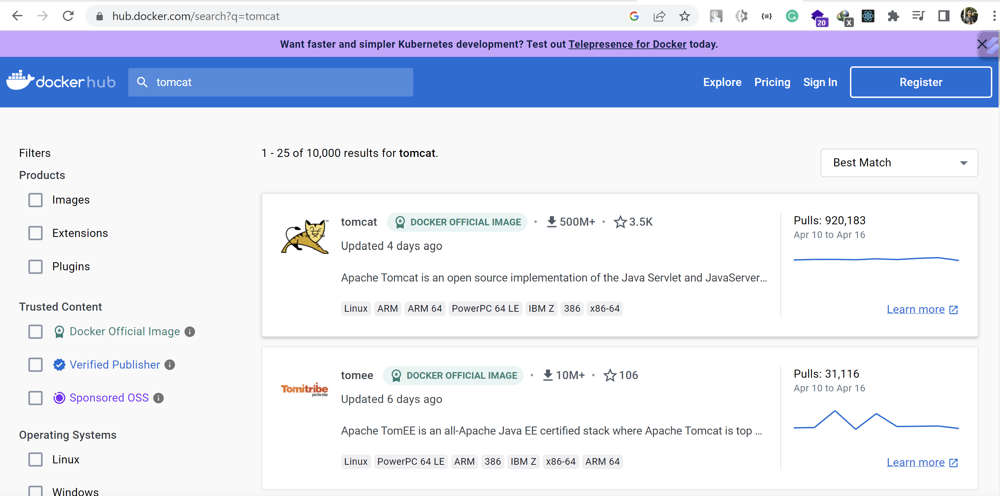 hub.docker.com/search?q=tomcat
20
X
Want faster and simpler Kubernetes development? Test out Telepresence for Docker today.
docker hub
tomcat
Explore
Pricing
Sign In
Register
Filters
Products
Images
Extensions
Plugins
Trusted Content
Docker Official Image
Verified Publisher
Sponsored OSS
Operating Systems
Linux
Windows
1 - 25 of 10,000 results for tomcat.
Best Match
tomcat DOCKER OFFICIAL IMAGE • 500M+ • 3.5K
Updated 4 days ago
Apache Tomcat is an open source implementation of the Java Servlet and JavaServer...
Linux ARM ARM 64 PowerPC 64 LE IBM Z 386 x86-64
TM
Pulls: 920,183
Apr 10 to Apr 16
Learn more
tomee DOCKER OFFICIAL IMAGE • 10M+ • 106
Tomitribe
join the tribe
Updated 6 days ago
Apache TomEE is an all-Apache Java EE certified stack where Apache Tomcat is top ...
Linux PowerPC 64 LE ARM 386 IBM Z x86-64 ARM 64
Pulls: 31,116
Apr 10 to Apr 16
Learn more